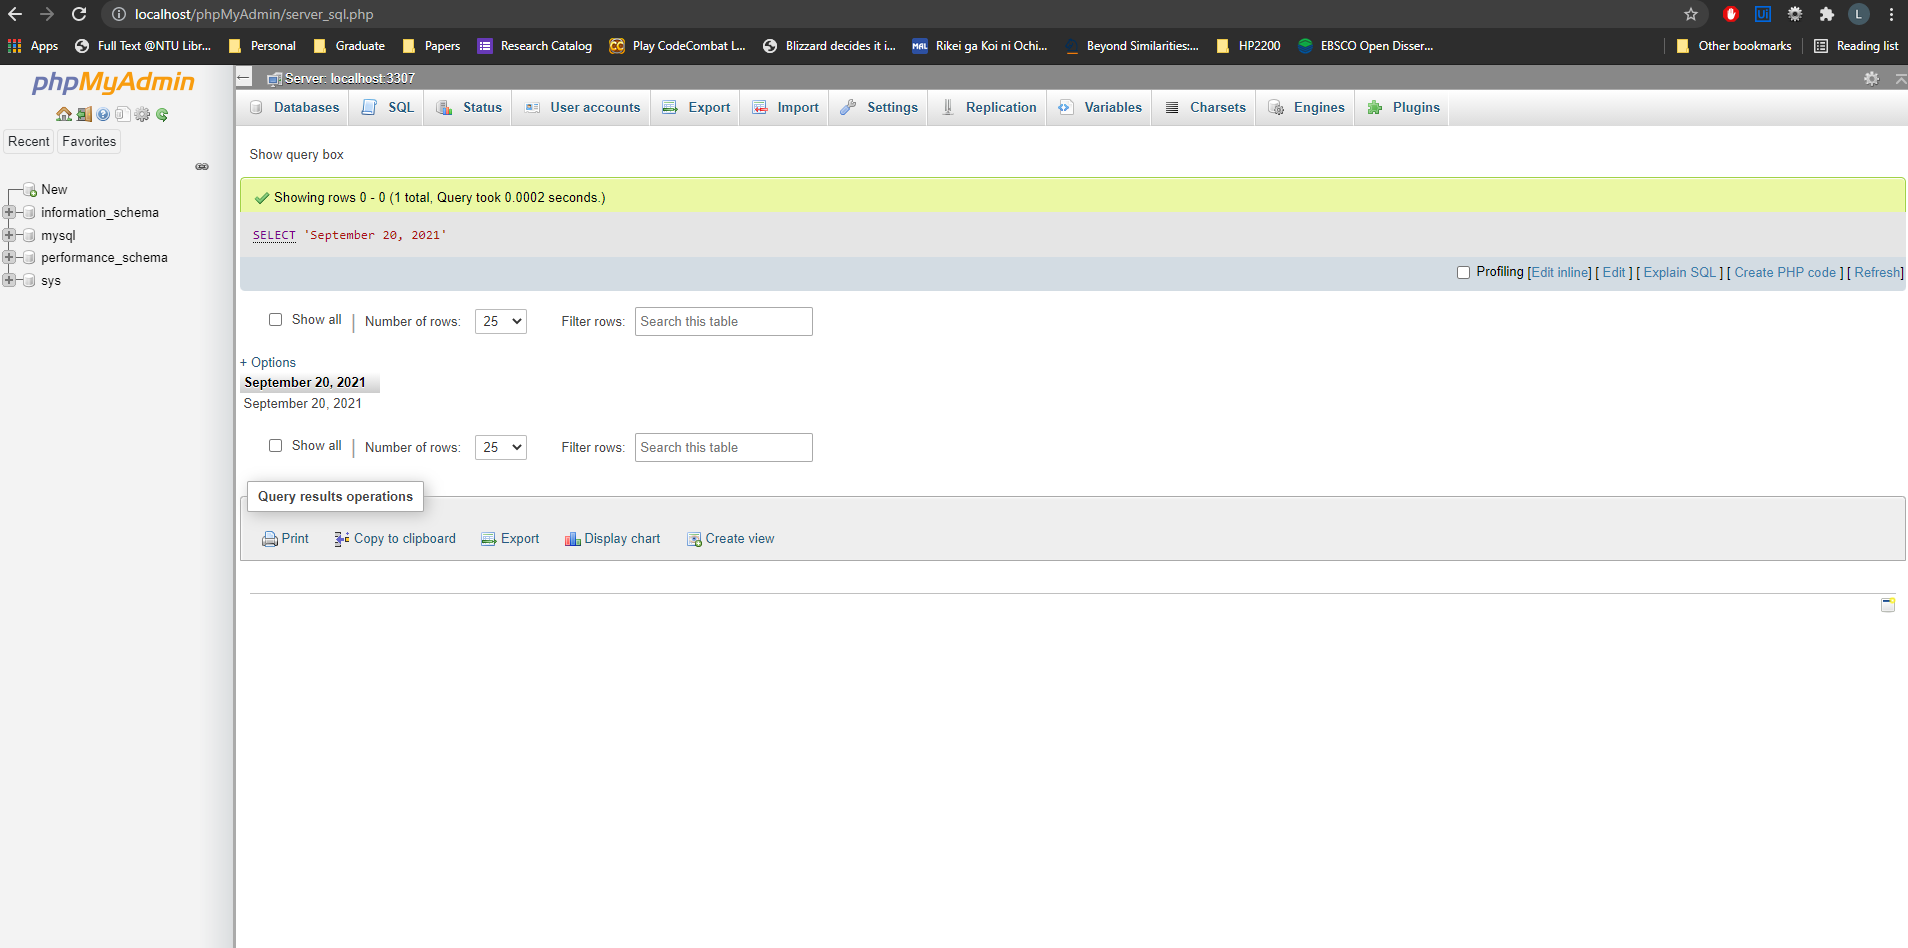 localhost/phpMyAdmin/server_sql.php
Apps Full Text @NTU Libr... Personal Graduate Papers Research Catalog Play CodeCombat L... Blizzard decides it i... Rikei ga Koi ni Ochi... Beyond Similarities:... HP2200 EBSCO Open Disser... Other bookmarks Reading list
phpMyAdmin
Recent Favorites
New
information_schema
mysql
performance_schema
sys
Server: localhost:3307
Databases SQL Status User accounts Export Import Settings Replication Variables Charsets Engines Plugins
Show query box
Showing rows 0 - 0 (1 total, Query took 0.0002 seconds.)
SELECT 'September 20, 2021'
Profiling [Edit inline] [ Edit ] [ Explain SQL ] [ Create PHP code ] [ Refresh]
Show all | Number of rows: 25 Filter rows: Search this table
+ Options
September 20, 2021
September 20, 2021
Show all | Number of rows: 25 Filter rows: Search this table
Query results operations
Print Copy to clipboard Export Display chart Create view